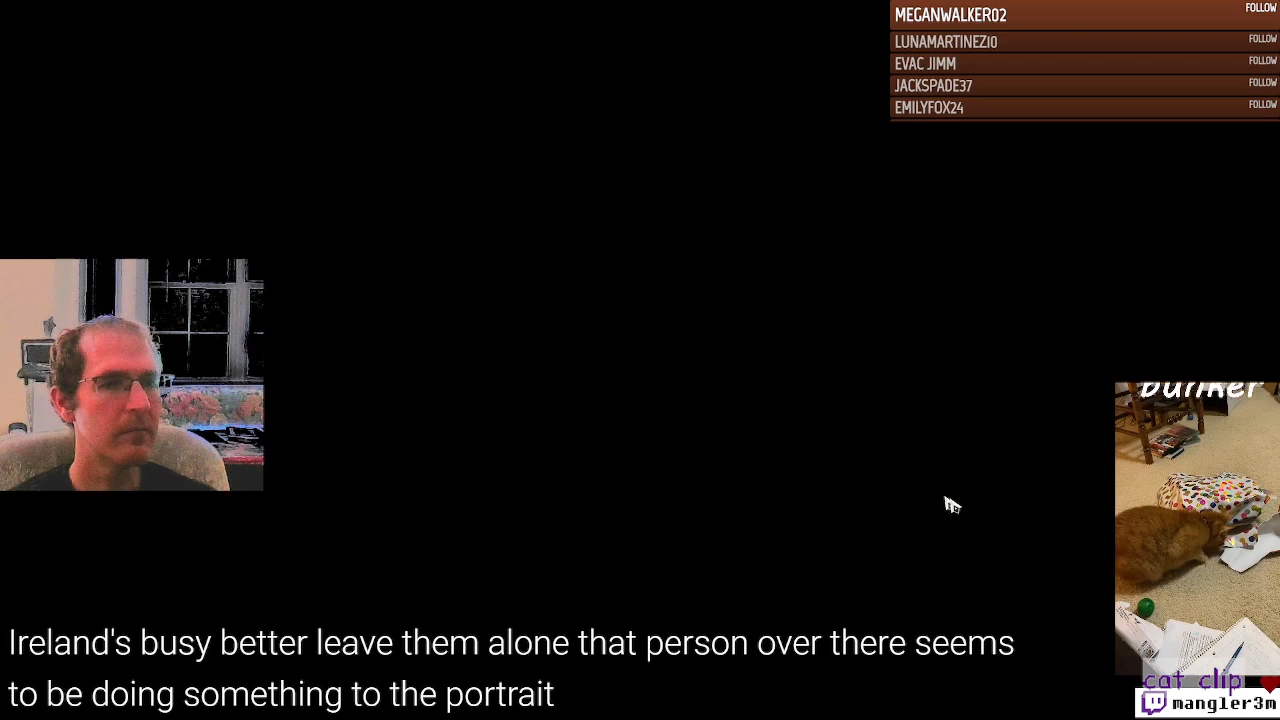 MEGANWALKER02 FOLLOW
LUNAMARTINEZ10 FOLLOW
EVAC JIMM FOLLOW
JACKSPADE37 FOLLOW
EMILYFOX24 FOLLOW
bunker
Ireland's busy better leave them alone that person over there seems
to be doing something to the portrait
cat clip
mangler3m